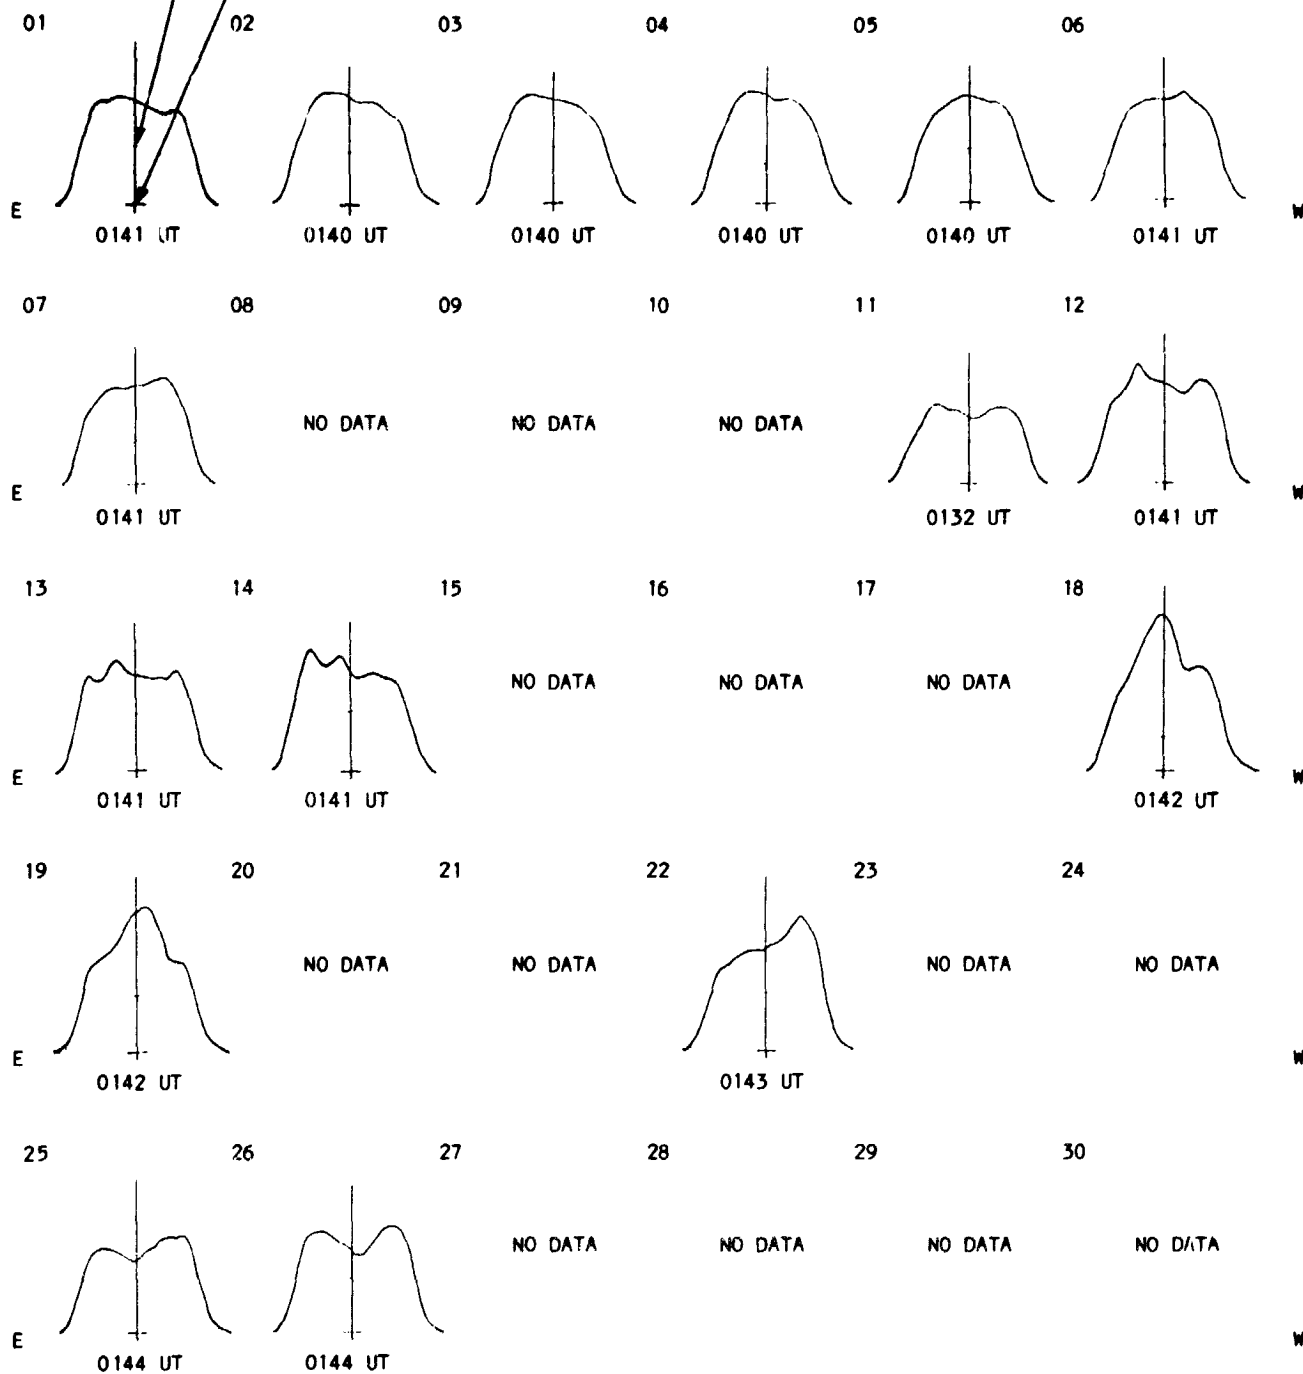 01 02 03 04 05 06
E W
0141 UT 0140 UT 0140 UT 0140 UT 0140 UT 0141 UT
07 08 09 10 11 12
NO DATA NO DATA NO DATA
E W
0141 UT 0132 UT 0141 UT
13 14 15 16 17 18
NO DATA NO DATA NO DATA
E W
0141 UT 0141 UT 0142 UT
19 20 21 22 23 24
NO DATA NO DATA NO DATA NO DATA
E W
0142 UT 0143 UT
25 26 27 28 29 30
NO DATA NO DATA NO DATA NO DATA
E W
0144 UT 0144 UT